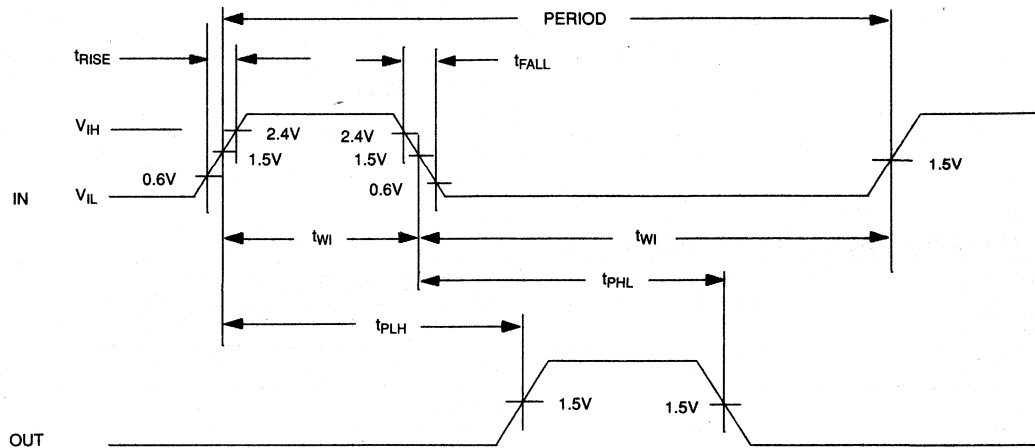 PERIOD
tRISE
tFALL
VIH
2.4V
2.4V
1.5V
1.5V
1.5V
0.6V
0.6V
IN
VIL
tWI
tWI
tPHL
tPLH
1.5V
1.5V
OUT